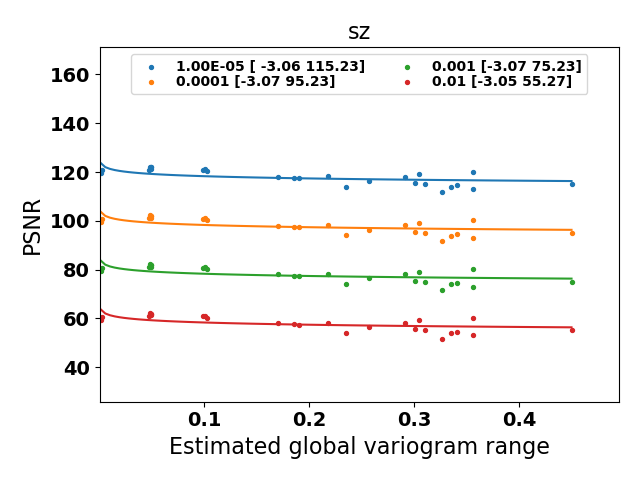 sz
1.00E-05 [ -3.06 115.23]
0.0001 [-3.07 95.23]
0.001 [-3.07 75.23]
0.01 [-3.05 55.27]
PSNR
160
140
120
100
80
60
40
0.1 0.2 0.3 0.4
Estimated global variogram range